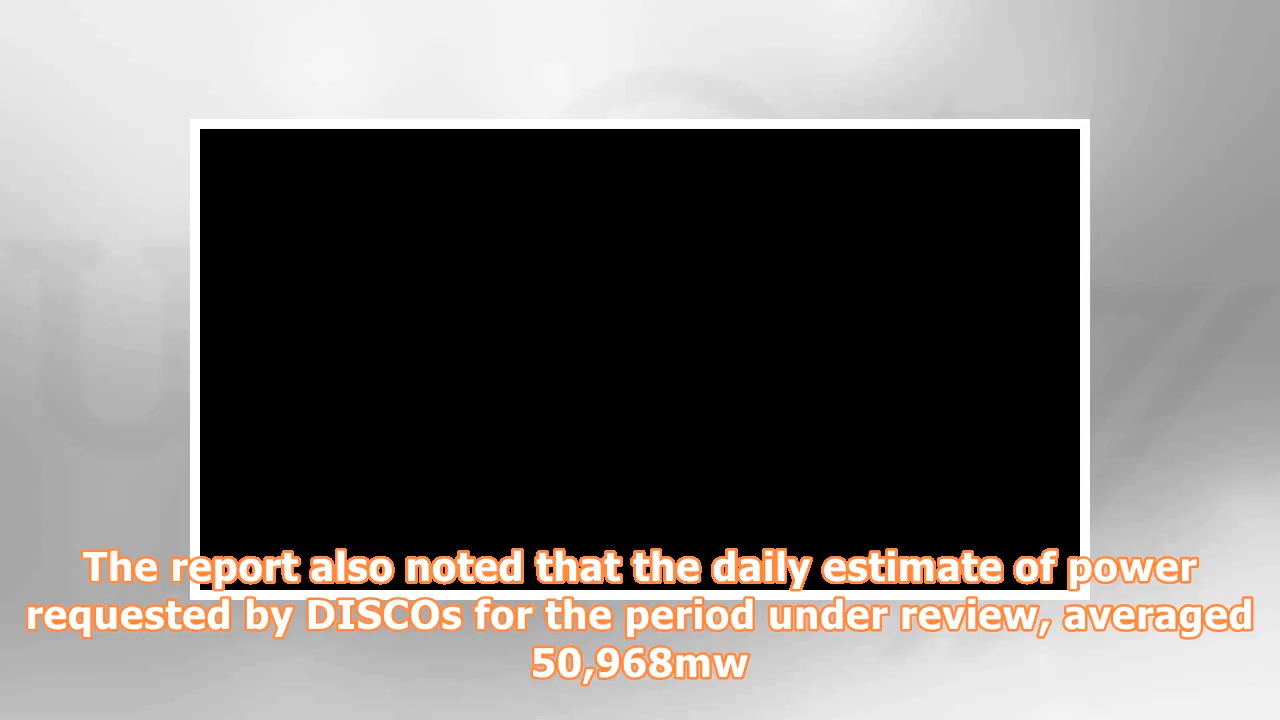 The report also noted that the daily estimate of power
requested by DISCOs for the period under review, averaged
50,968mw